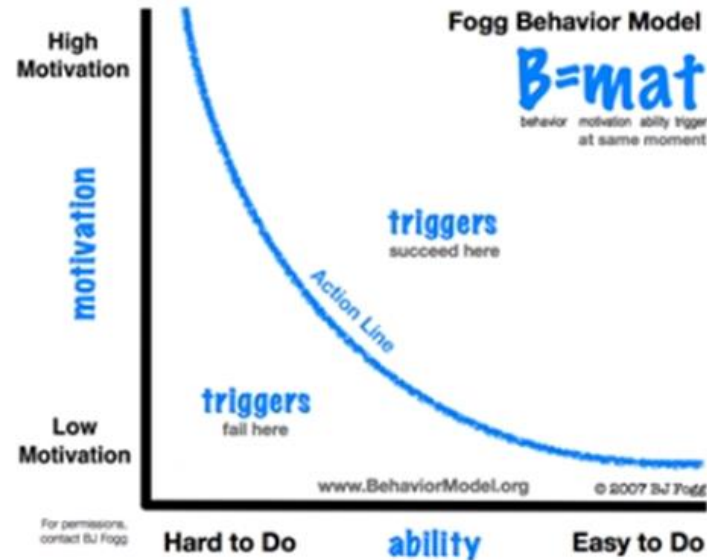 Fogg Behavior Model
B=mat
behavior motivation ability trigger
at same moment
High
Motivation
motivation
triggers
succeed here
Action Line
triggers
fail here
Low
Motivation
www.BehaviorModel.org
© 2007 BJ Fogg
For permissions,
contact BJ Fogg
Hard to Do
ability
Easy to Do